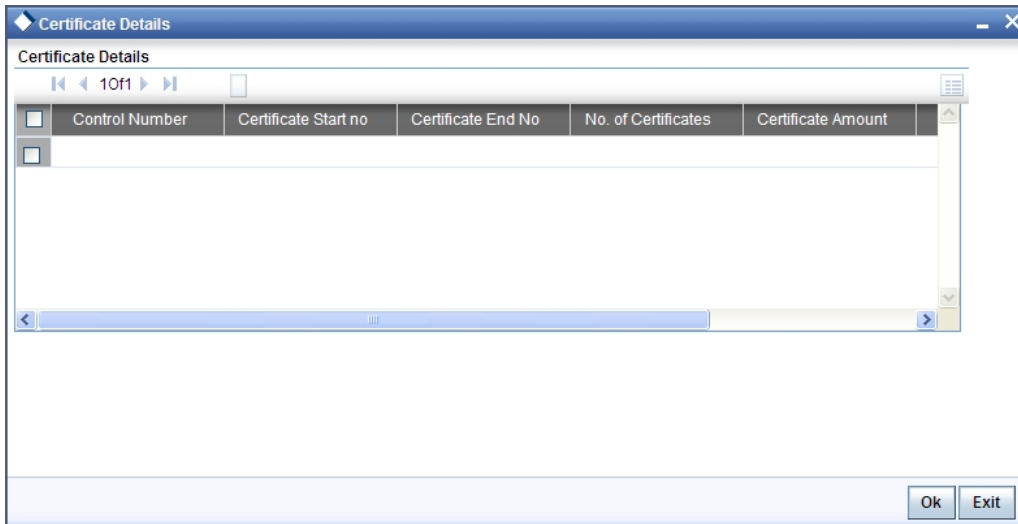 Certificate Details
Certificate Details
1Of1
Control Number Certificate Start no Certificate End No No. of Certificates Certificate Amount
Ok Exit